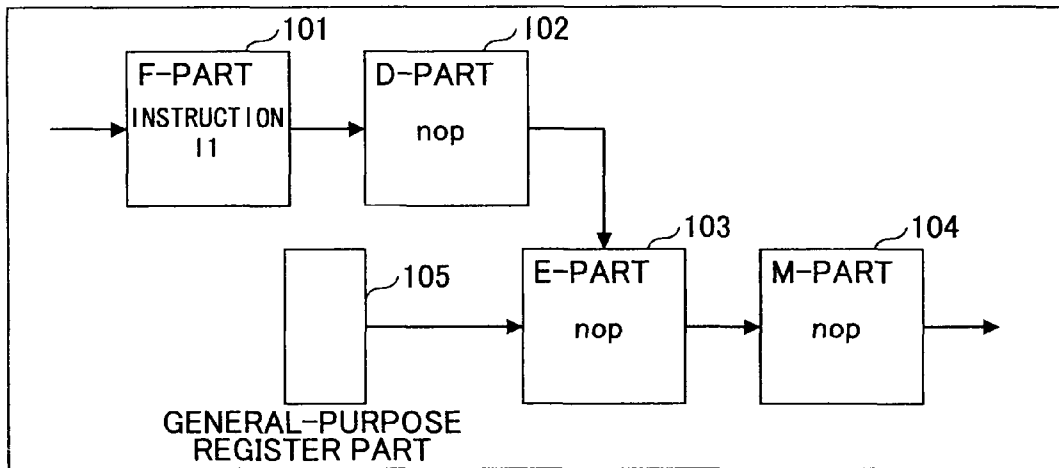 101
102
F-PART
INSTRUCTION
I1
D-PART
nop
103
104
105
E-PART
nop
M-PART
nop
GENERAL-PURPOSE
REGISTER PART